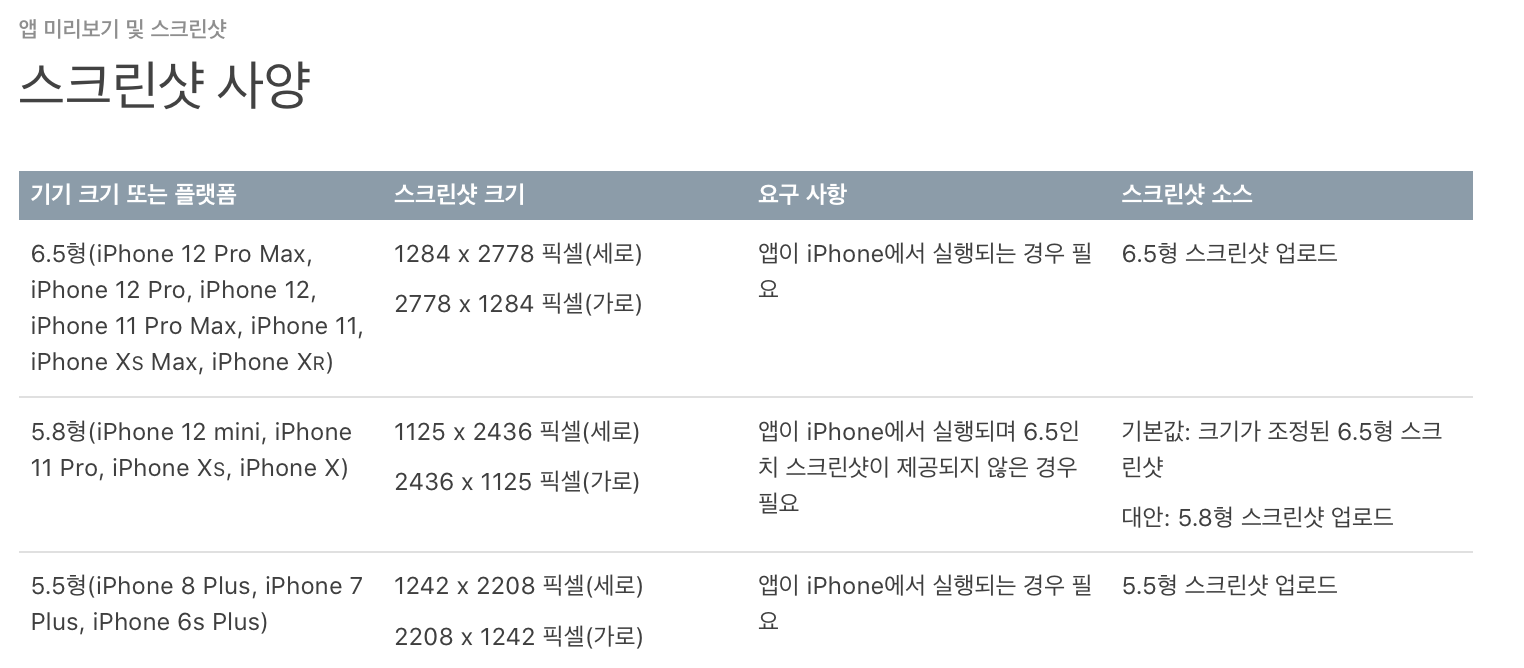 앱 미리보기 및 스크린샷
스크린샷 사양
기기 크기 또는 플랫폼
스크린샷 크기
요구 사항
스크린샷 소스
6.5형(iPhone 12 Pro Max,
iPhone 12 Pro, iPhone 12,
iPhone 11 Pro Max, iPhone 11,
iPhone XS Max, iPhone XR)
1284 x 2778 픽셀(세로)
2778 x 1284 픽셀(가로)
앱이 iPhone에서 실행되는 경우 필
요
6.5형 스크린샷 업로드
5.8형(iPhone 12 mini, iPhone
11 Pro, iPhone XS, iPhone X)
1125 x 2436 픽셀(세로)
2436 x 1125 픽셀(가로)
앱이 iPhone에서 실행되며 6.5인
치 스크린샷이 제공되지 않은 경우
필요
기본값: 크기가 조정된 6.5형 스크
린샷
대안: 5.8형 스크린샷 업로드
5.5형(iPhone 8 Plus, iPhone 7
Plus, iPhone 6s Plus)
1242 x 2208 픽셀(세로)
2208 x 1242 픽셀(가로)
앱이 iPhone에서 실행되는 경우 필
요
5.5형 스크린샷 업로드